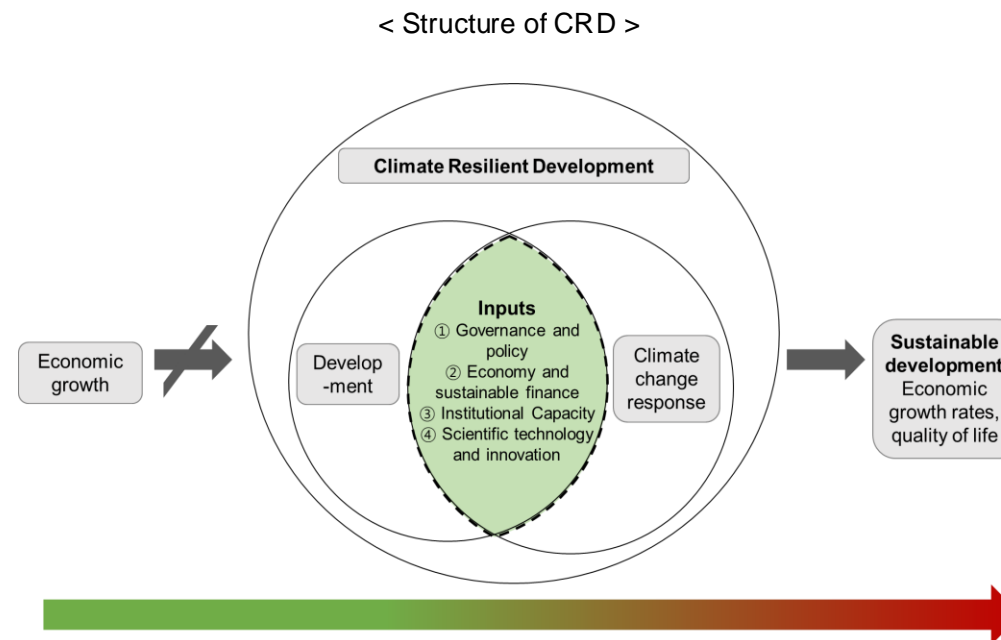 < Structure of CRD >
Climate Resilient Development
Economic
growth
Develop
-ment
Inputs
① Governance and
policy
② Economy and
sustainable finance
③ Institutional Capacity
④ Scientific technology
and innovation
Climate
change
response
Sustainable
development
Economic
growth rates,
quality of life